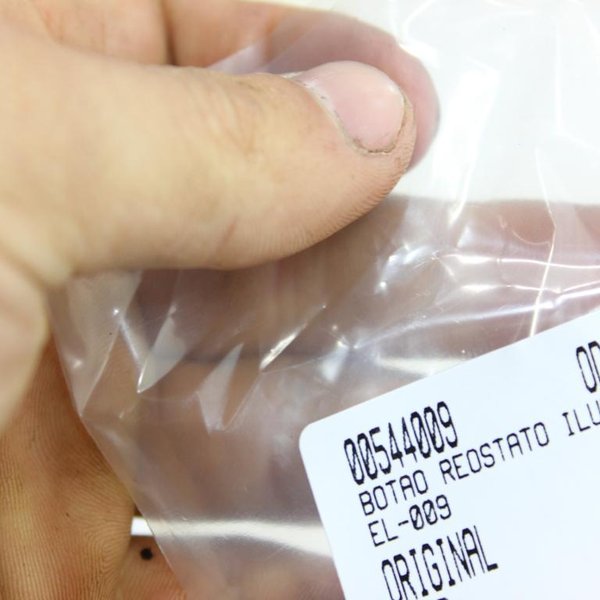 00544009
BOTAO REOSTATO ILU
EL-009
ORIGINAL